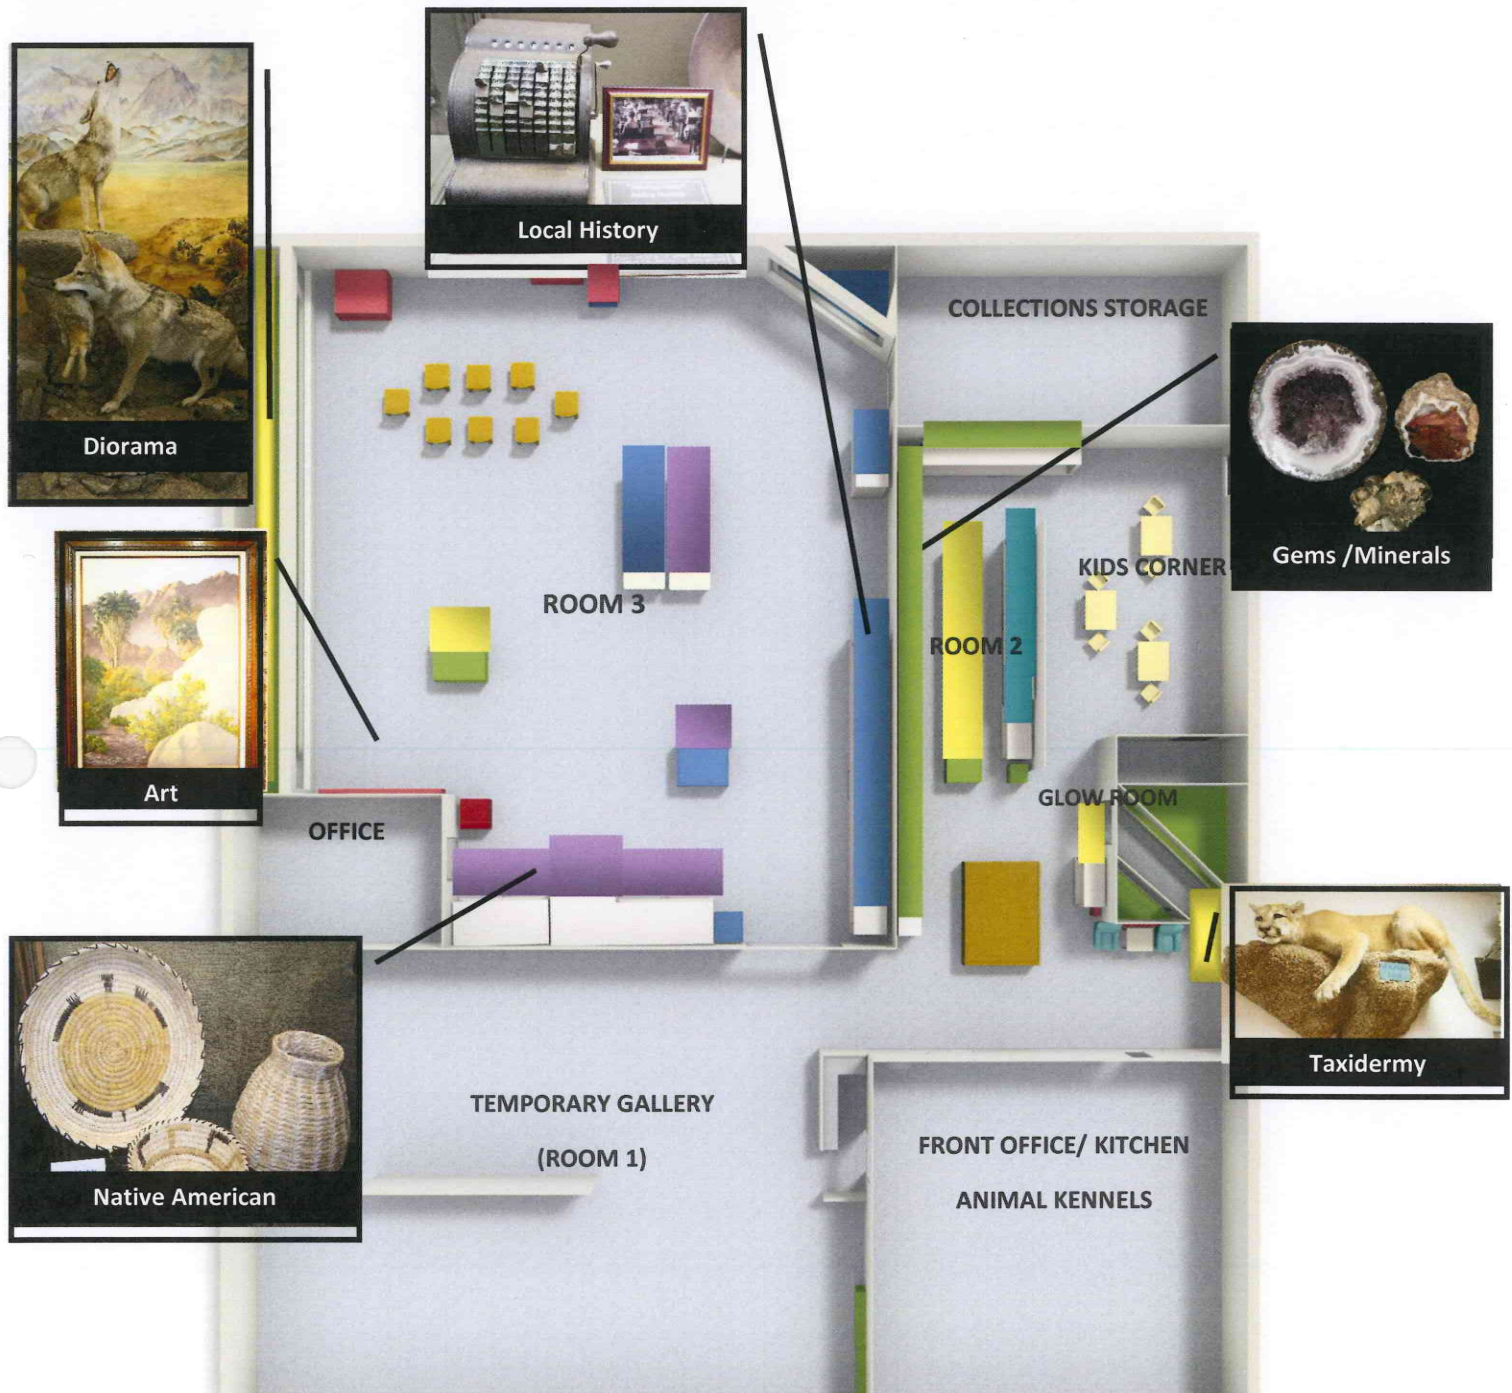 Local History
Diorama
COLLECTIONS STORAGE
Gems /Minerals
KIDS CORNER
ROOM 3
ROOM 2
Art
GLOW ROOM
OFFICE
Taxidermy
TEMPORARY GALLERY
(ROOM 1)
FRONT OFFICE/ KITCHEN
ANIMAL KENNELS
Native American